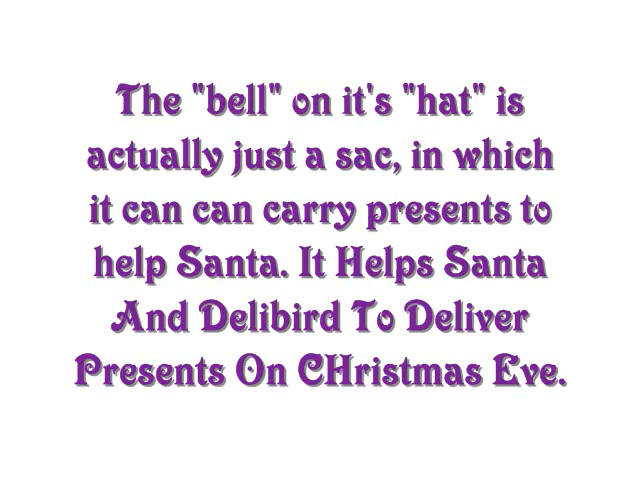 The "bell" on it's "hat" is
actually just a sac, in which
it can can carry presents to
help Santa. It Helps Santa
And Delibird To Deliver
Presents On CHristmas Eve.